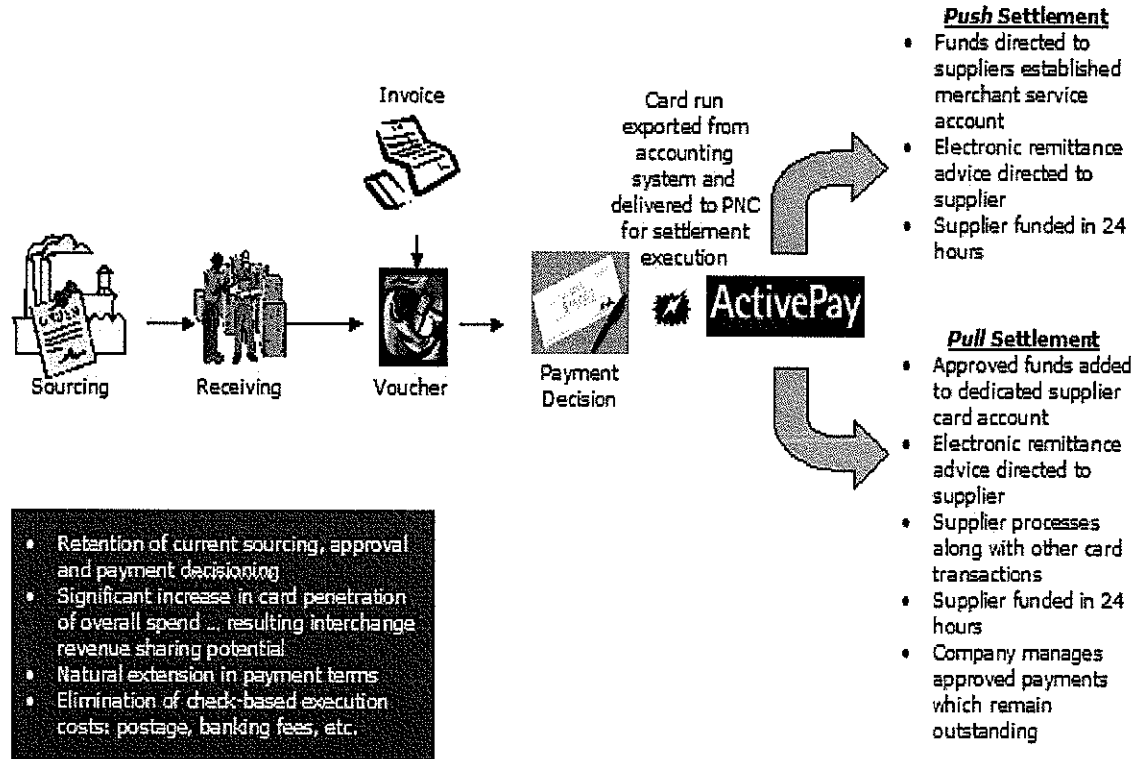 Invoice
Card run
exported from
accounting
system and
delivered to PNC
for settlement
execution
Sourcing
Receiving
Voucher
Payment
Decision
ActivePay
Push Settlement
• Funds directed to
suppliers established
merchant service
account
• Electronic remittance
advice directed to
supplier
• Supplier funded in 24
hours
Pull Settlement
• Approved funds added
to dedicated supplier
card account
• Electronic remittance
advice directed to
supplier
• Supplier processes
along with other card
transactions
• Supplier funded in 24
hours
• Company manages
approved payments
which remain
outstanding
• Retention of current sourcing, approval
and payment decisioning
• Significant increase in card penetration
of overall spend ... resulting interchange
revenue sharing potential
• Natural extension in payment terms
• Elimination of check-based execution
costs: postage, banking fees, etc.